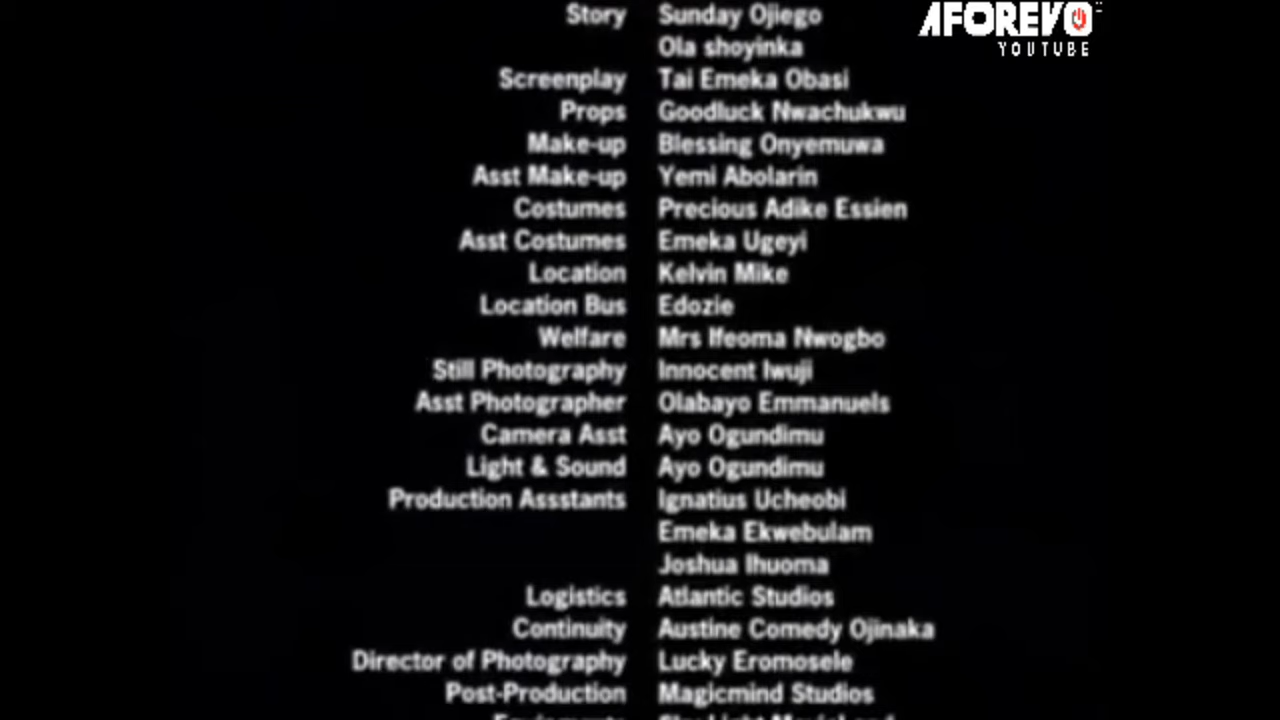 AFOREVO
YOUTUBE
Story Sunday Ojiego
Ola shoyinka
Screenplay Tai Emeka Obasi
Props Goodluck Nwachukwu
Make-up Blessing Onyemuwa
Asst Make-up Yemi Abolarin
Costumes Precious Adike Essien
Asst Costumes Emeka Ugeyi
Location Kelvin Mike
Location Bus Edozie
Welfare Mrs Ifeoma Nwogbo
Still Photography Innocent Iwuji
Asst Photographer Olabayo Emmanuels
Camera Asst Ayo Ogundimu
Light & Sound Ayo Ogundimu
Production Assstants Ignatius Ucheobi
Emeka Ekwebulam
Joshua Ihuoma
Logistics Atlantic Studios
Continuity Austine Comedy Ojinaka
Director of Photography Lucky Eromosele
Post-Production Magicmind Studios